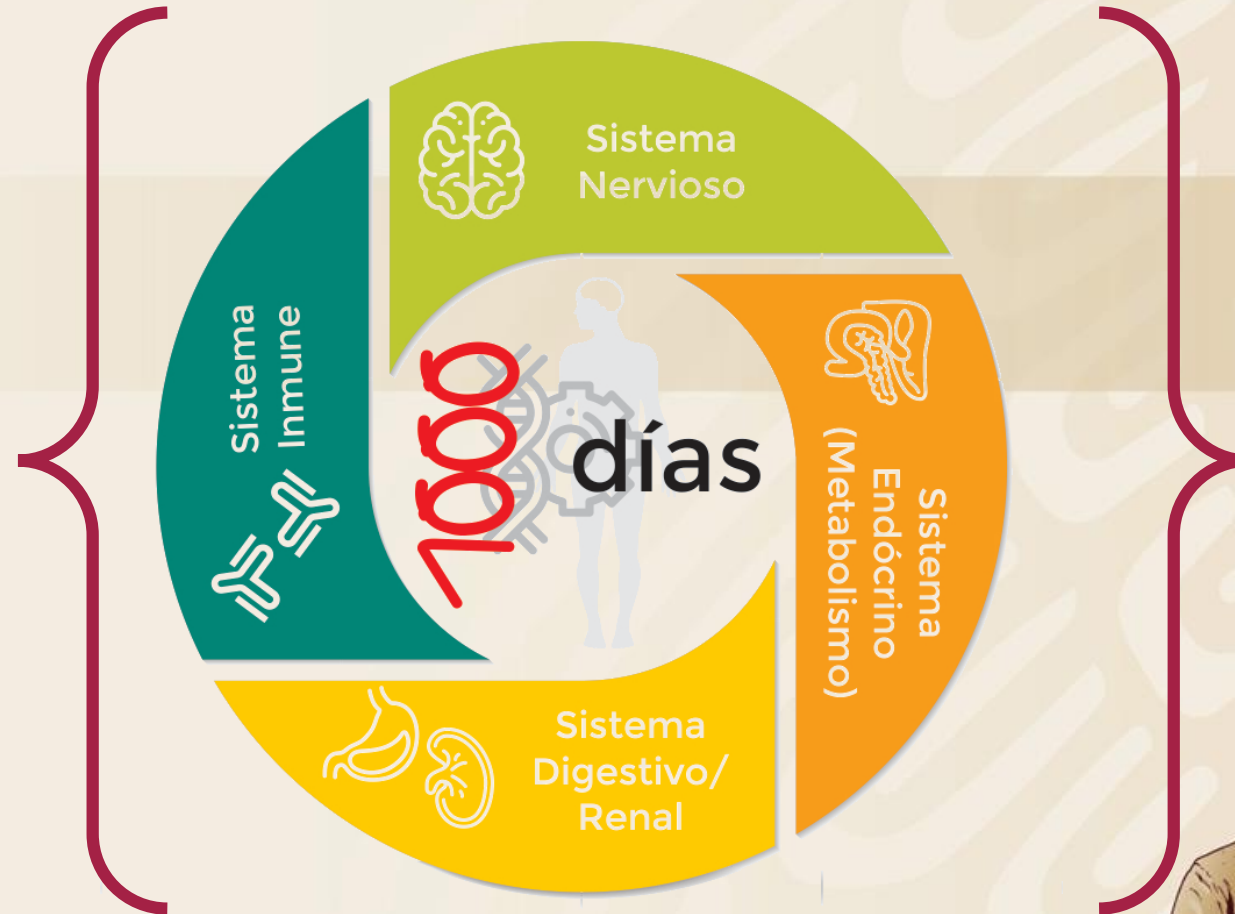 Sistema
Nervioso
Sistema
Inmune
1000 días
Sistema
Endócrino
(Metabolismo)
Sistema
Digestivo/
Renal